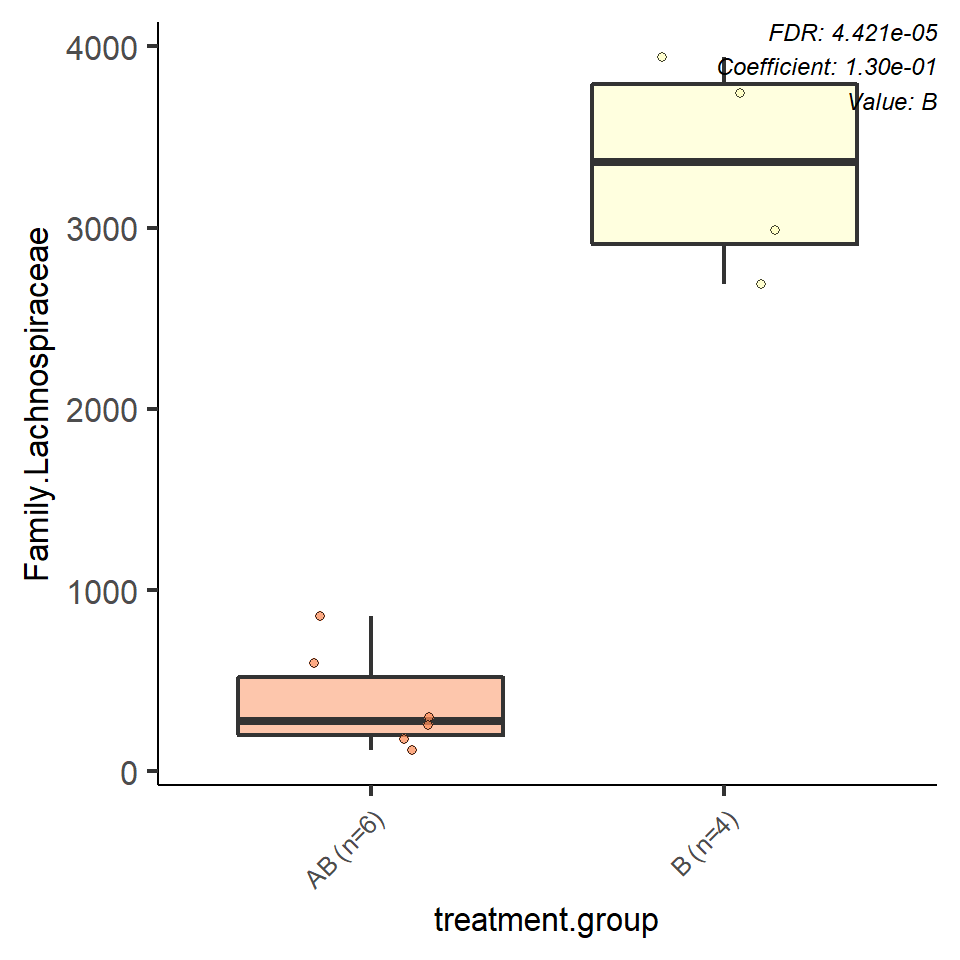 FDR: 4.421e-05
Coefficient: 1.30e-01
Value: B
4000
3000
2000
1000
0
Family.Lachnospiraceae
AB (n=6)
B (n=4)
treatment.group